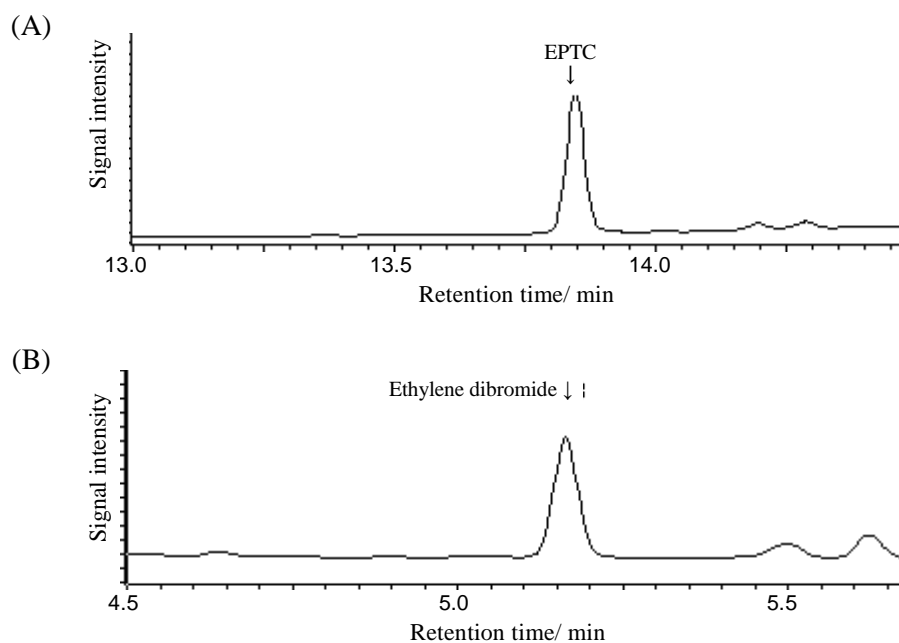 (A)
EPTC
↓
Signal intensity
13.0 13.5 14.0
Retention time/ min
(B)
Ethylene dibromide ↓ ¦
Signal intensity
4.5 5.0 5.5
Retention time/ min